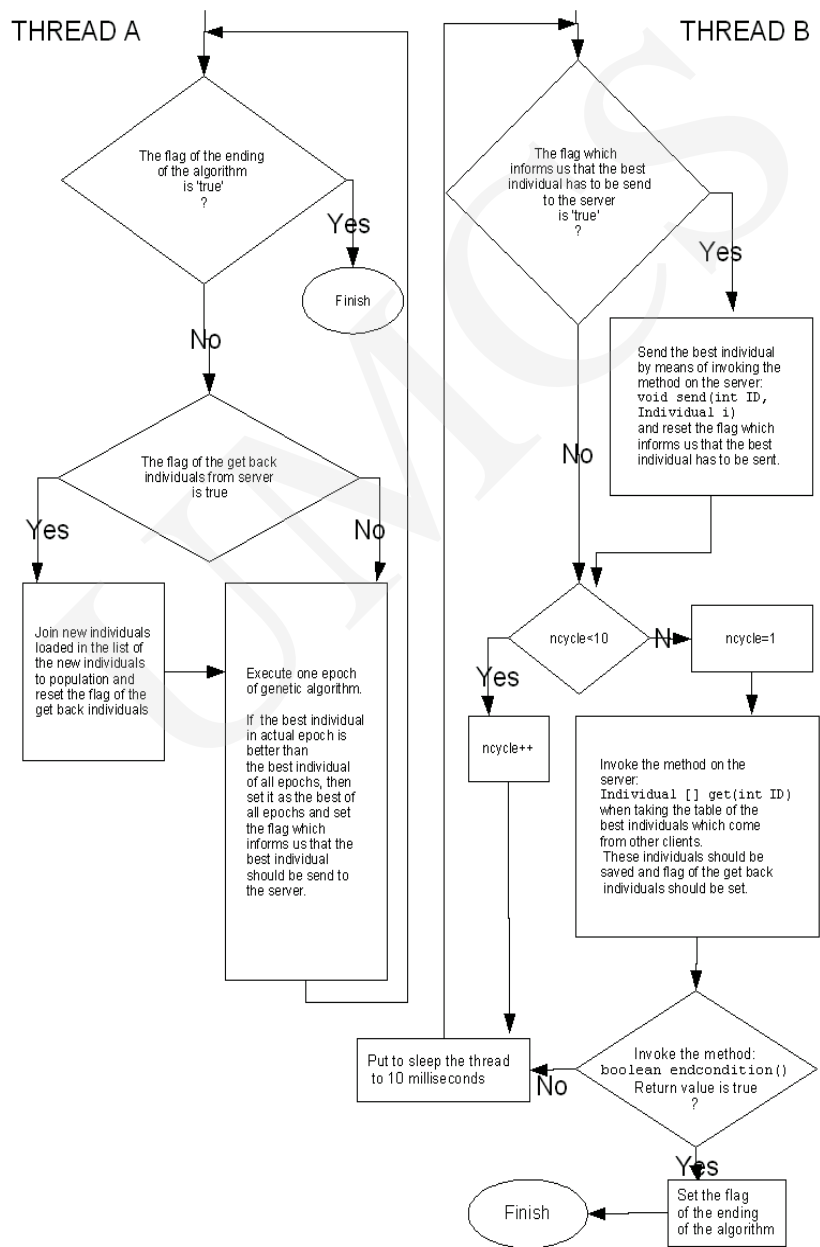 THREAD A
The flag of the ending
of the algorithm
is 'true'
?
Yes
Finish
No
The flag of the get back
individuals from server
is true
Yes
No
Join new individuals
loaded in the list of
the new individuals
to population and
reset the flag of the
get back individuals
Execute one epoch
of genetic algorithm.
If the best individual
in actual epoch is
better than
the best individual
of all epochs, then
set it as the best of
all epochs and set
the flag which
informs us that the
best individual
should be send to
the server.
THREAD B
The flag which
informs us that the best
individual has to be send
to the server
is 'true'
?
Yes
Send the best individual
by means of invoking the
method on the server:
void send(int ID,
Individual i)
and reset the flag which
informs us that the best
individual has to be sent.
No
ncycle<10
N
ncycle=1
Yes
ncycle++
Invoke the method on the
server:
Individual [] get(int ID)
when taking the table of the
best individuals which come
from other clients.
These individuals should be
saved and flag of the get back
individuals should be set.
Put to sleep the thread
to 10 milliseconds
No
Invoke the method:
boolean endcondition()
Return value is true
?
Yes
Set the flag
of the ending
of the algorithm
Finish
UMCS